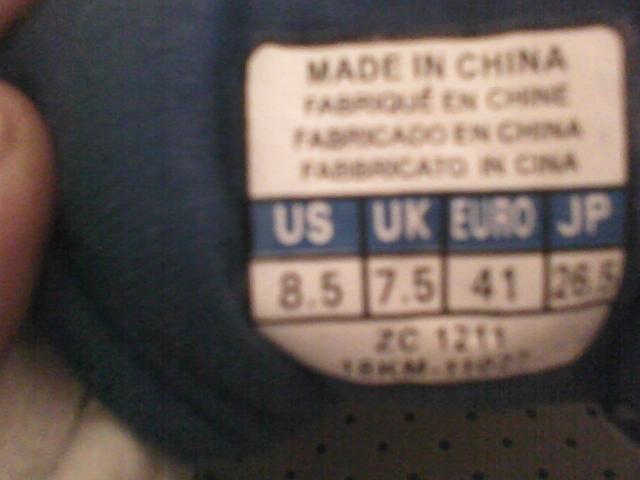 MADE IN CHINA
FABRIQUÉ EN CHINE
FABRICADO EN CHINA
FABBRICATO IN CINA
US UK EURO JP
8.5 7.5 41 26.5
ZC 1211